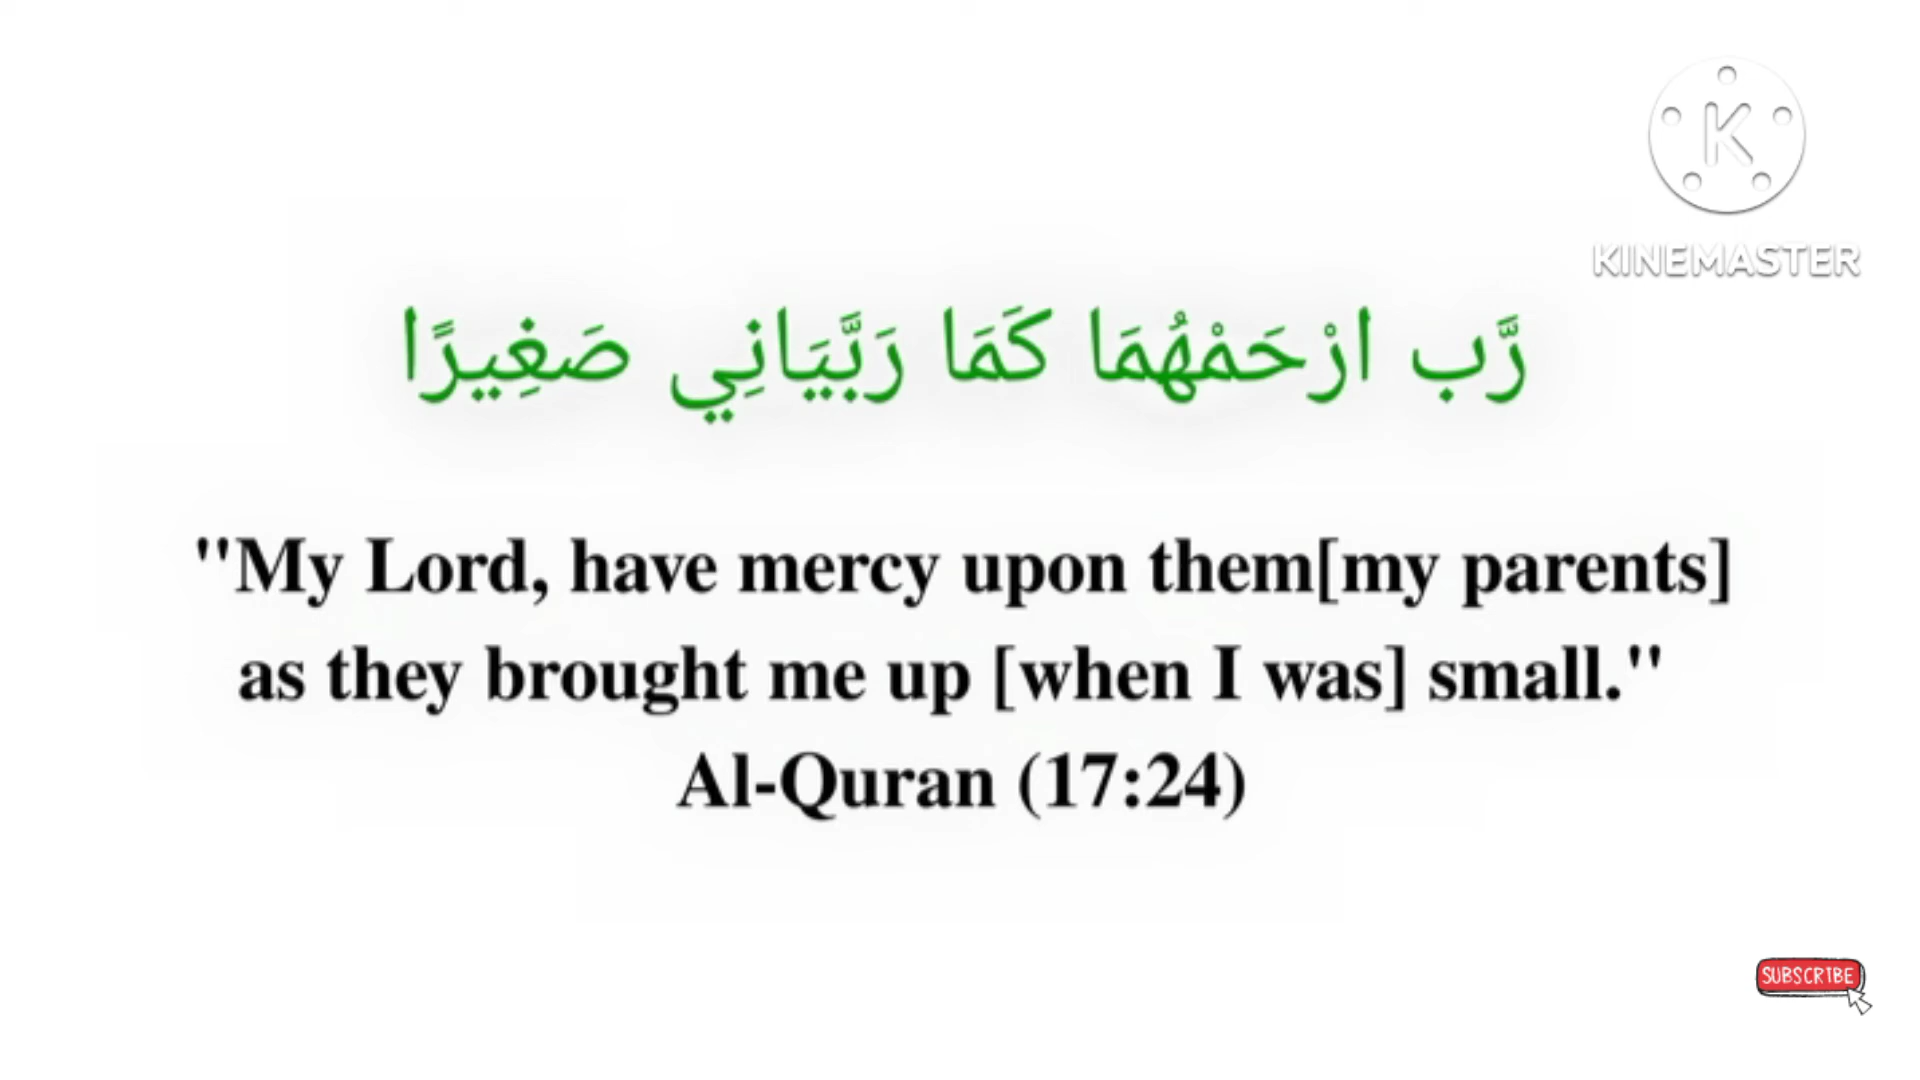 KINEMASTER
رَّب ارْحَمْهُمَا كَمَا رَبَّيَانِي صَغِيرًا
"My Lord, have mercy upon them[my parents]
as they brought me up [when I was] small."
Al-Quran (17:24)
SUBSCRIBE